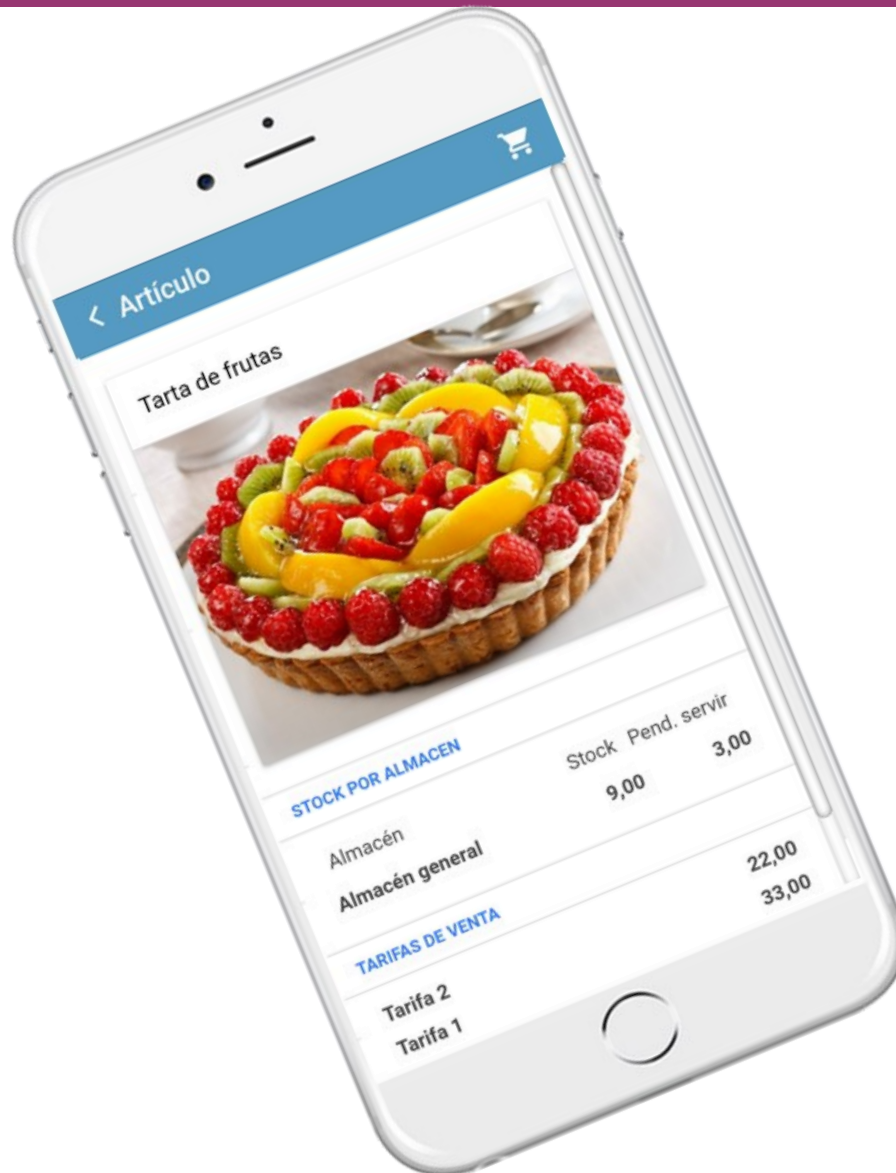 Artículo
Tarta de frutas
STOCK POR ALMACEN
Almacén Stock Pend. servir
Almacén general 9,00 3,00
TARIFAS DE VENTA
Tarifa 2 22,00
Tarifa 1 33,00